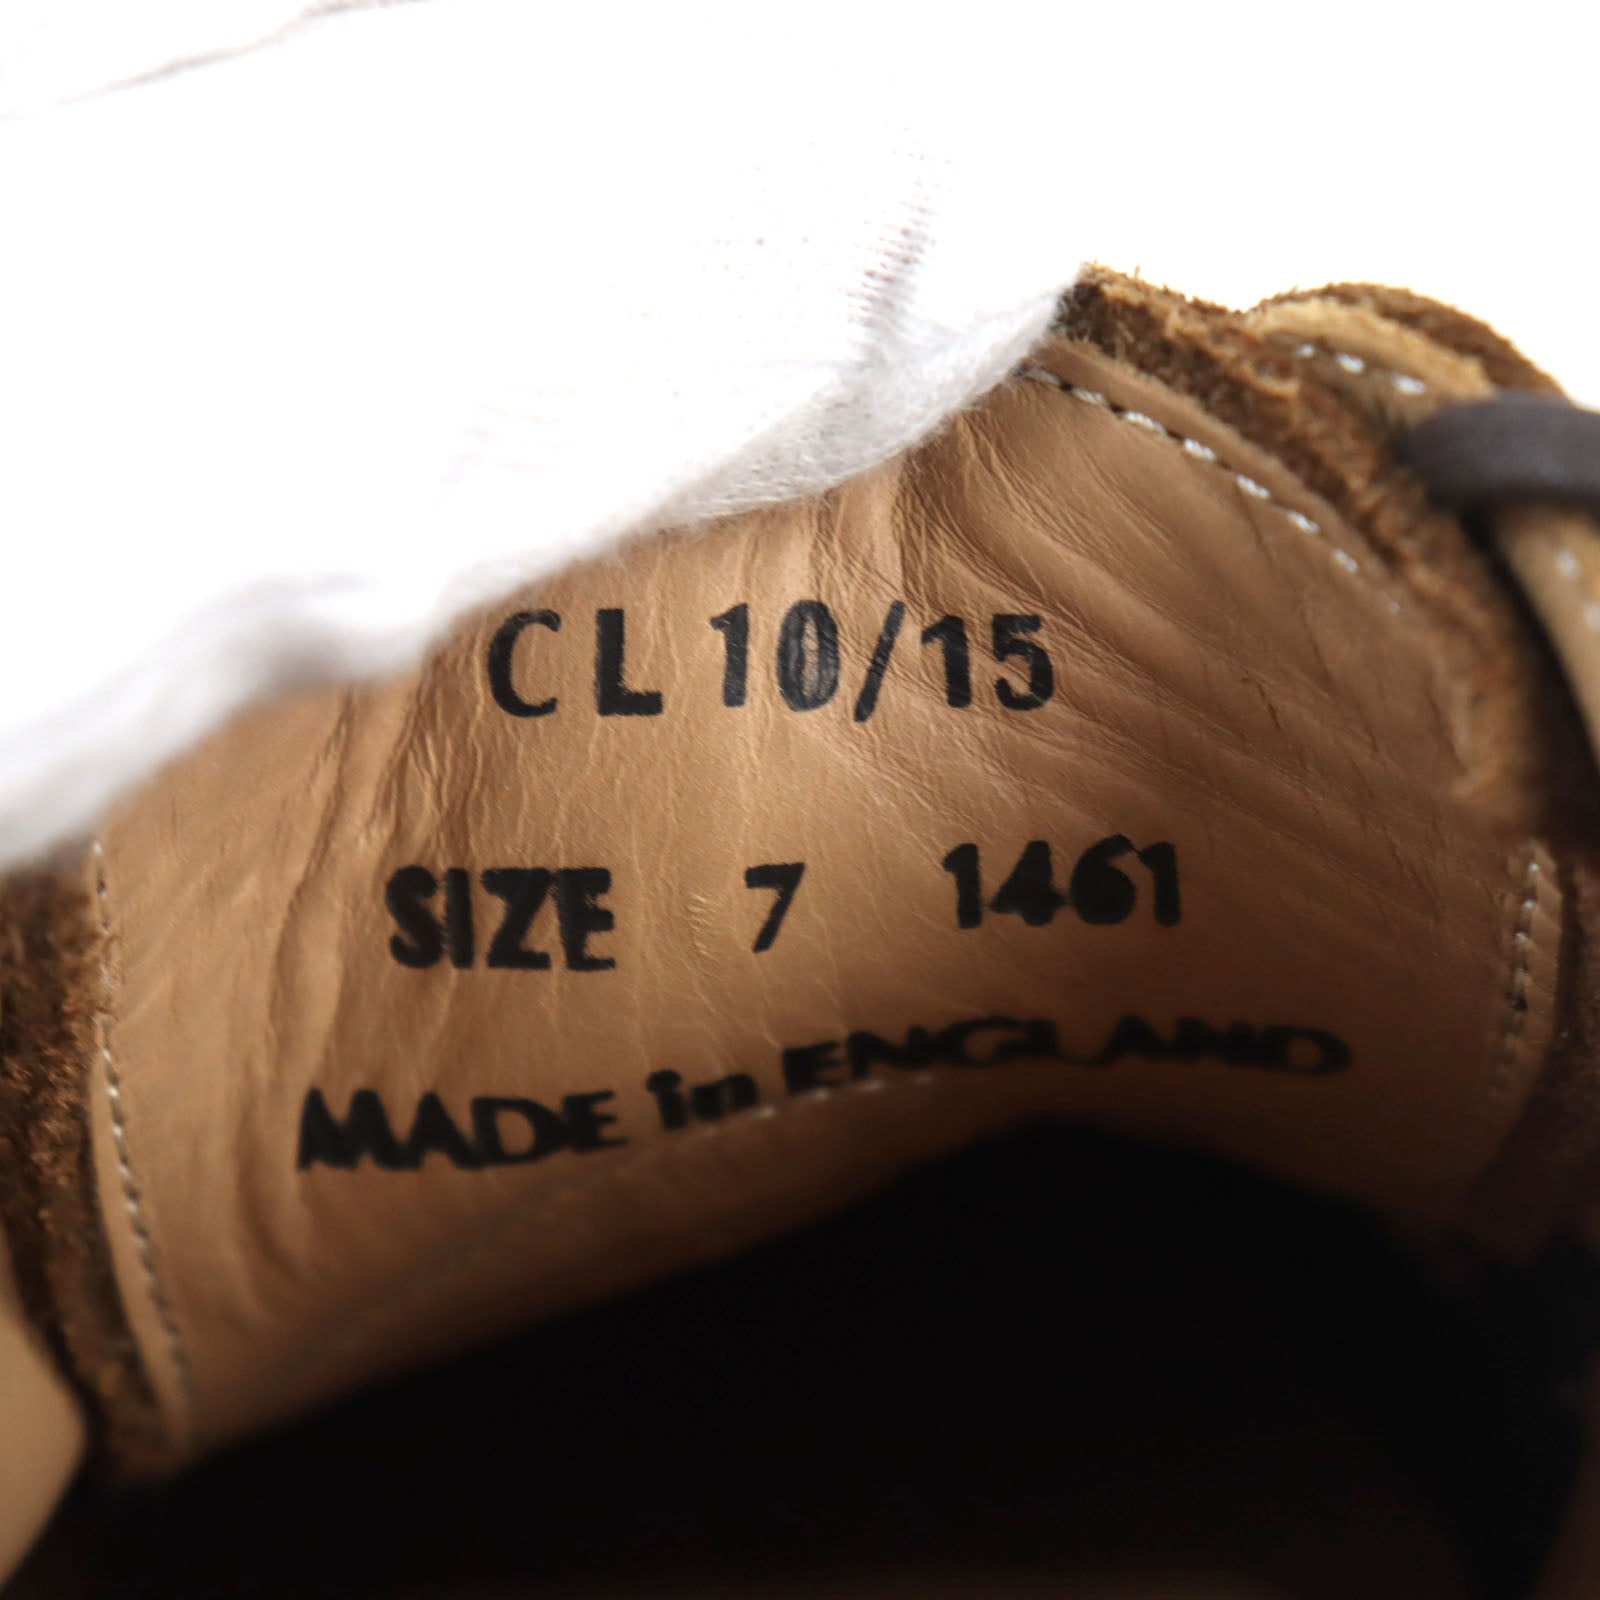 CL 10/15
SIZE 7 1461
MADE in ENGLAND